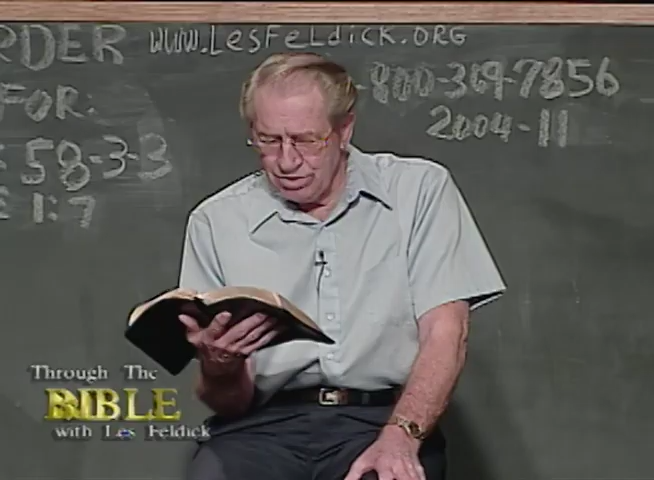 RDER
WWW.LESFELDICK.ORG
FOR:
800-369-7856
2004-11
58-3-3
E 1:7
Through The
BIBLE
with Les Feldick